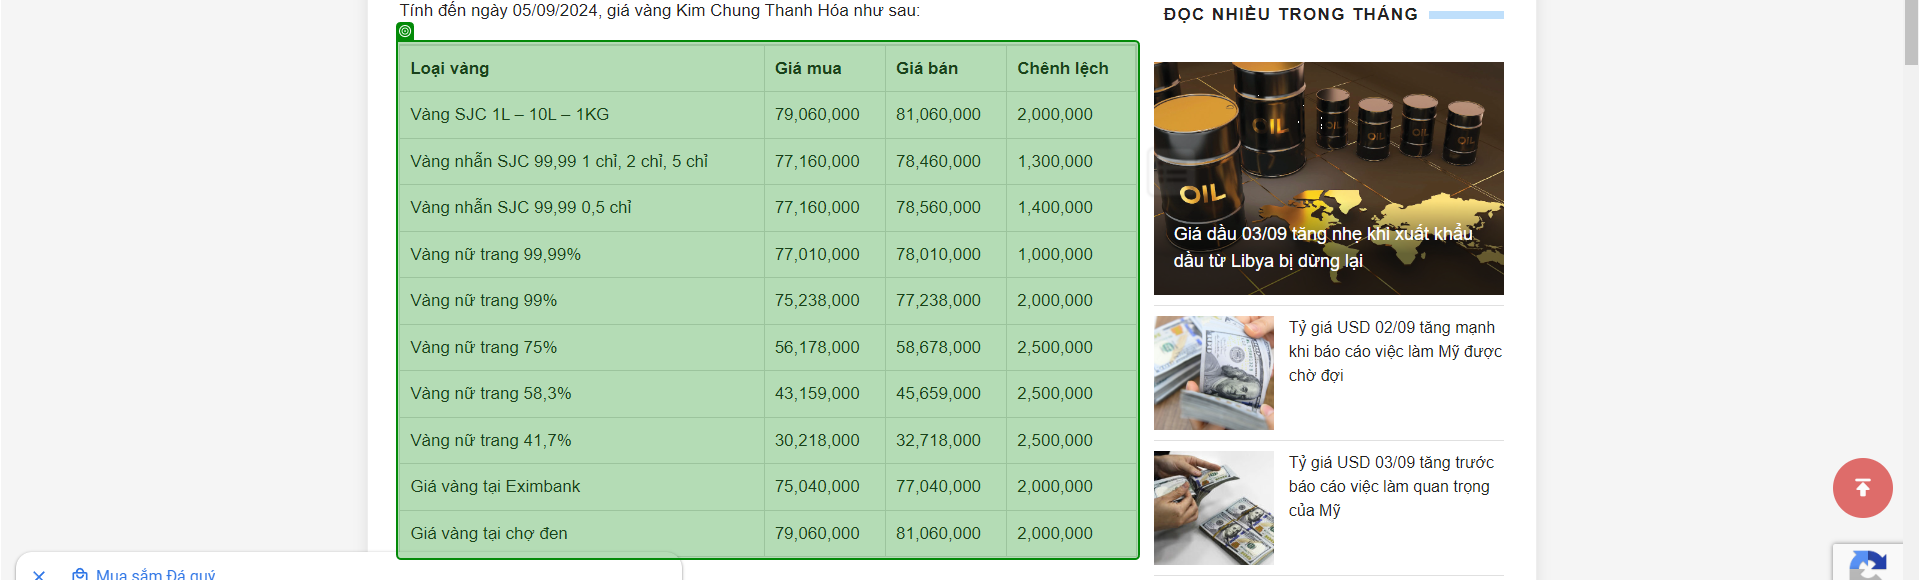 Tính đến ngày 05/09/2024, giá vàng Kim Chung Thanh Hóa như sau:
Loại vàng Giá mua Giá bán Chênh lệch
Vàng SJC 1L – 10L – 1KG 79,060,000 81,060,000 2,000,000
Vàng nhẫn SJC 99,99 1 chỉ, 2 chỉ, 5 chỉ 77,160,000 78,460,000 1,300,000
Vàng nhẫn SJC 99,99 0,5 chỉ 77,160,000 78,560,000 1,400,000
Vàng nữ trang 99,99% 77,010,000 78,010,000 1,000,000
Vàng nữ trang 99% 75,238,000 77,238,000 2,000,000
Vàng nữ trang 75% 56,178,000 58,678,000 2,500,000
Vàng nữ trang 58,3% 43,159,000 45,659,000 2,500,000
Vàng nữ trang 41,7% 30,218,000 32,718,000 2,500,000
Giá vàng tại Eximbank 75,040,000 77,040,000 2,000,000
Giá vàng tại chợ đen 79,060,000 81,060,000 2,000,000
Mua sắm Đá quý
ĐỌC NHIỀU TRONG THÁNG
OIL
OIL
OIL
OIL
OIL
OIL
Giá dầu 03/09 tăng nhẹ khi xuất khẩu
dầu từ Libya bị dừng lại
Tỷ giá USD 02/09 tăng mạnh
khi báo cáo việc làm Mỹ được
chờ đợi
Tỷ giá USD 03/09 tăng trước
báo cáo việc làm quan trọng
của Mỹ